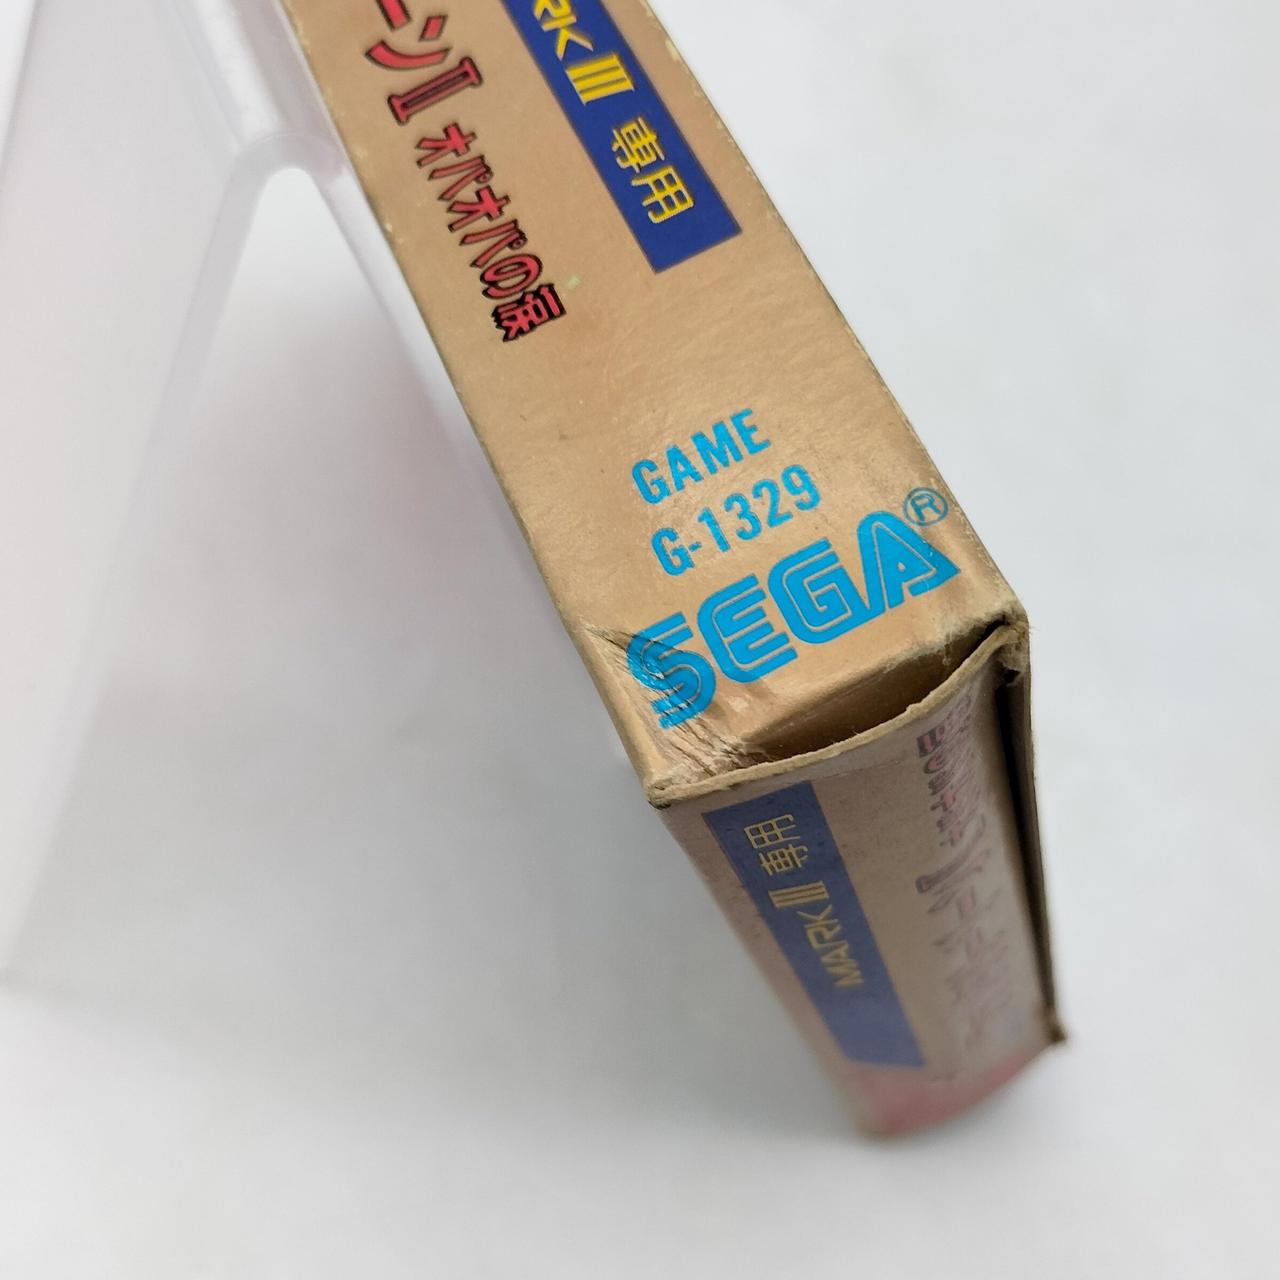 RK III 専用
ーンII オパオパの涙
GAME
G-1329
SEGA®
MARK III 専用